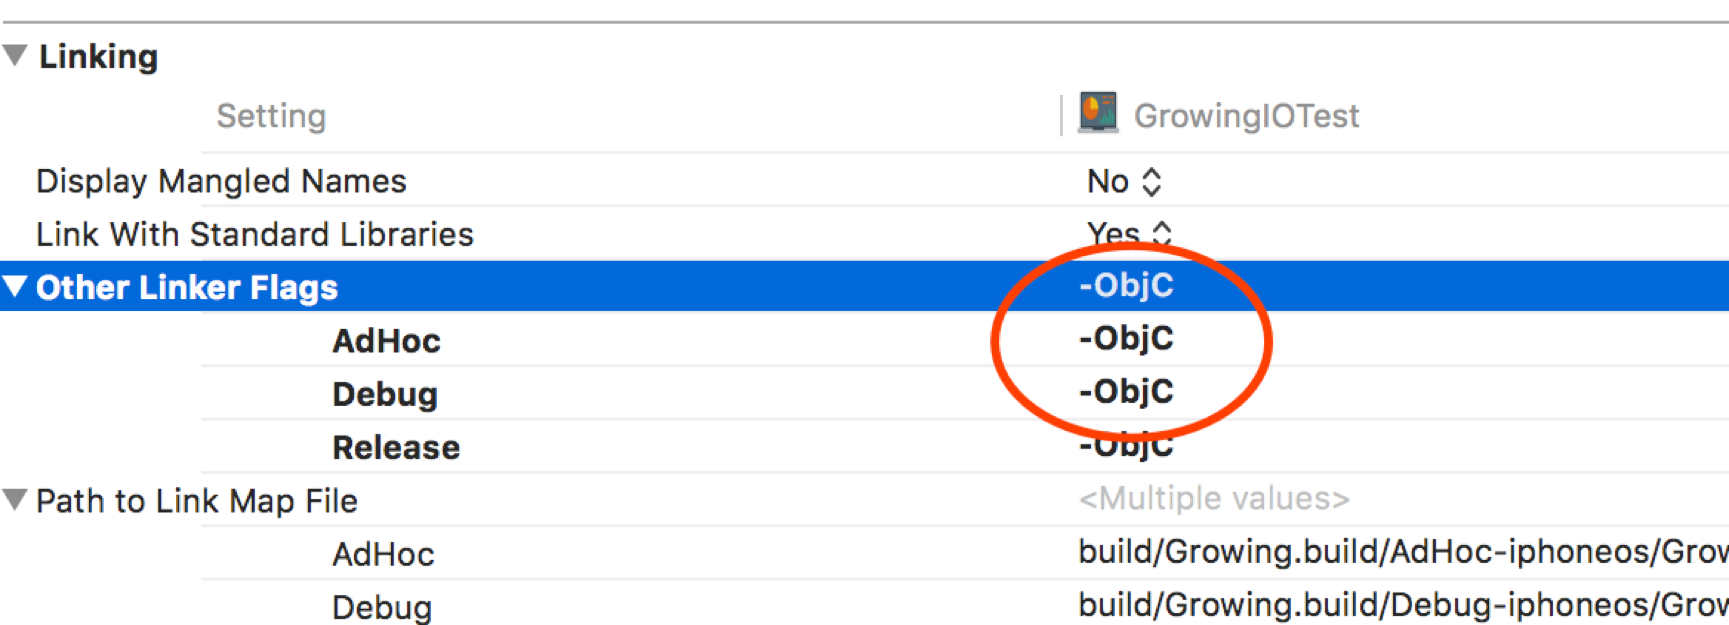 Linking
Setting GrowingIOTest
Display Mangled Names No
Link With Standard Libraries Yes
Other Linker Flags -ObjC
AdHoc -ObjC
Debug -ObjC
Release -ObjC
Path to Link Map File <Multiple values>
AdHoc build/Growing.build/AdHoc-iphoneos/Grow
Debug build/Growing.build/Debug-iphoneos/Grow